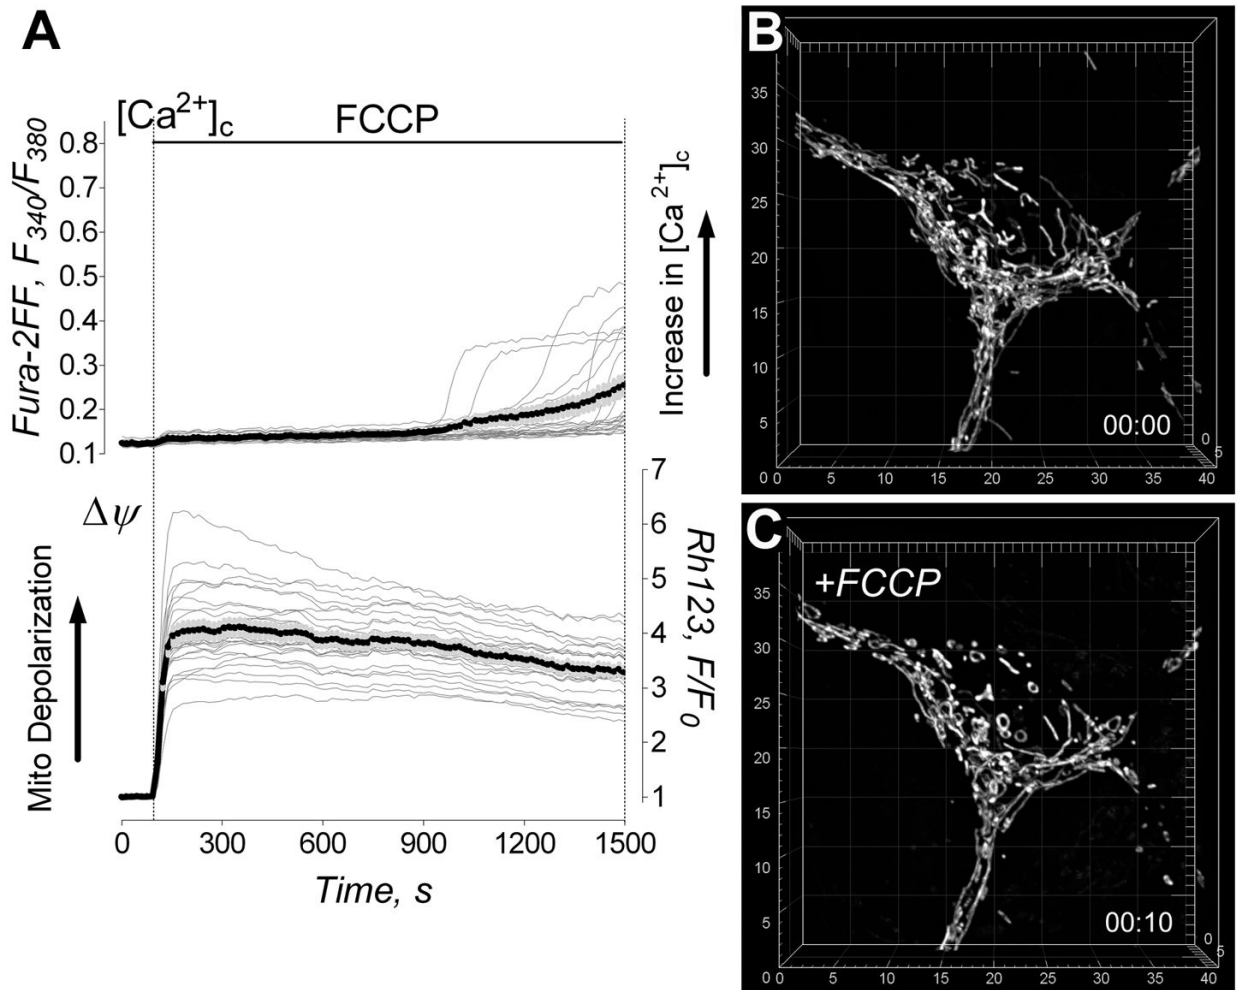 A
[Ca²⁺]c
FCCP
Fura-2FF, F340/F380
0.8
0.7
0.6
0.5
0.4
0.3
0.2
0.1
Increase in [Ca²⁺]c
Δψ
Mito Depolarization
7
6
5
4
3
2
1
Rh123, F/F0
0 300 600 900 1200 1500
Time, s
B
35
30
25
20
15
10
5
0
00:00
0
5
0 5 10 15 20 25 30 35 40
C
+FCCP
35
30
25
20
15
10
5
0
00:10
0
5
0 5 10 15 20 25 30 35 40